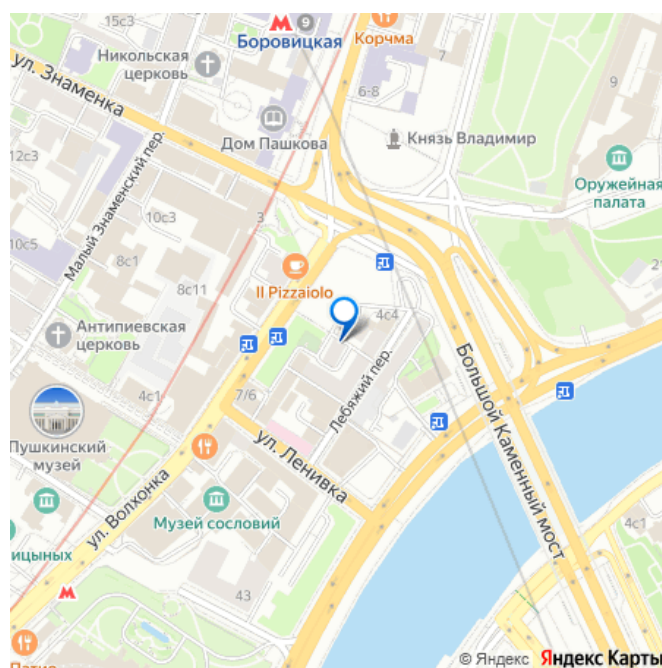 15с3
9
Боровицкая
Корчма
Никольская
церковь
ул. Знаменка
6-8
9
Дом Пашкова
Князь Владимир
12с3
Малый Знаменский пер.
Оружейная
палата
10с3
3
10с5
8с1
8с11
Il Pizzaiolo
4с4
Антипиевская
церковь
4с1
7/6
Лебяжий пер.
Большой Каменный мост
Пушкинский
музей
ул. Ленивка
ул. Волхонка
Музей сословий
ицыных
4с1
43
© Яндекс Яндекс Карты